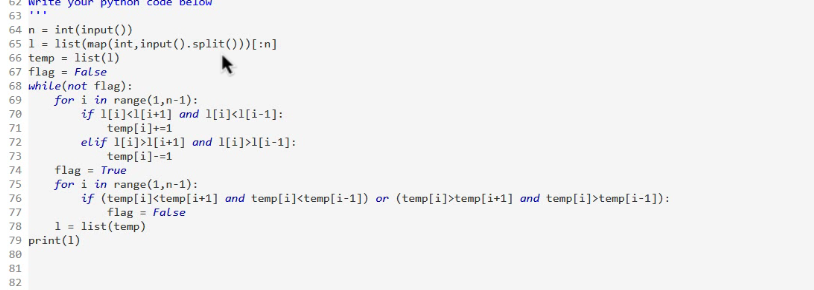 62 Write your python code below
63 '''
64 n = int(input())
65 l = list(map(int,input().split()))[:n]
66 temp = list(l)
67 flag = False
68 while(not flag):
69     for i in range(1,n-1):
70         if l[i]<l[i+1] and l[i]<l[i-1]:
71             temp[i]+=1
72         elif l[i]>l[i+1] and l[i]>l[i-1]:
73             temp[i]-=1
74     flag = True
75     for i in range(1,n-1):
76         if (temp[i]<temp[i+1] and temp[i]<temp[i-1]) or (temp[i]>temp[i+1] and temp[i]>temp[i-1]):
77             flag = False
78     l = list(temp)
79 print(l)
80
81
82